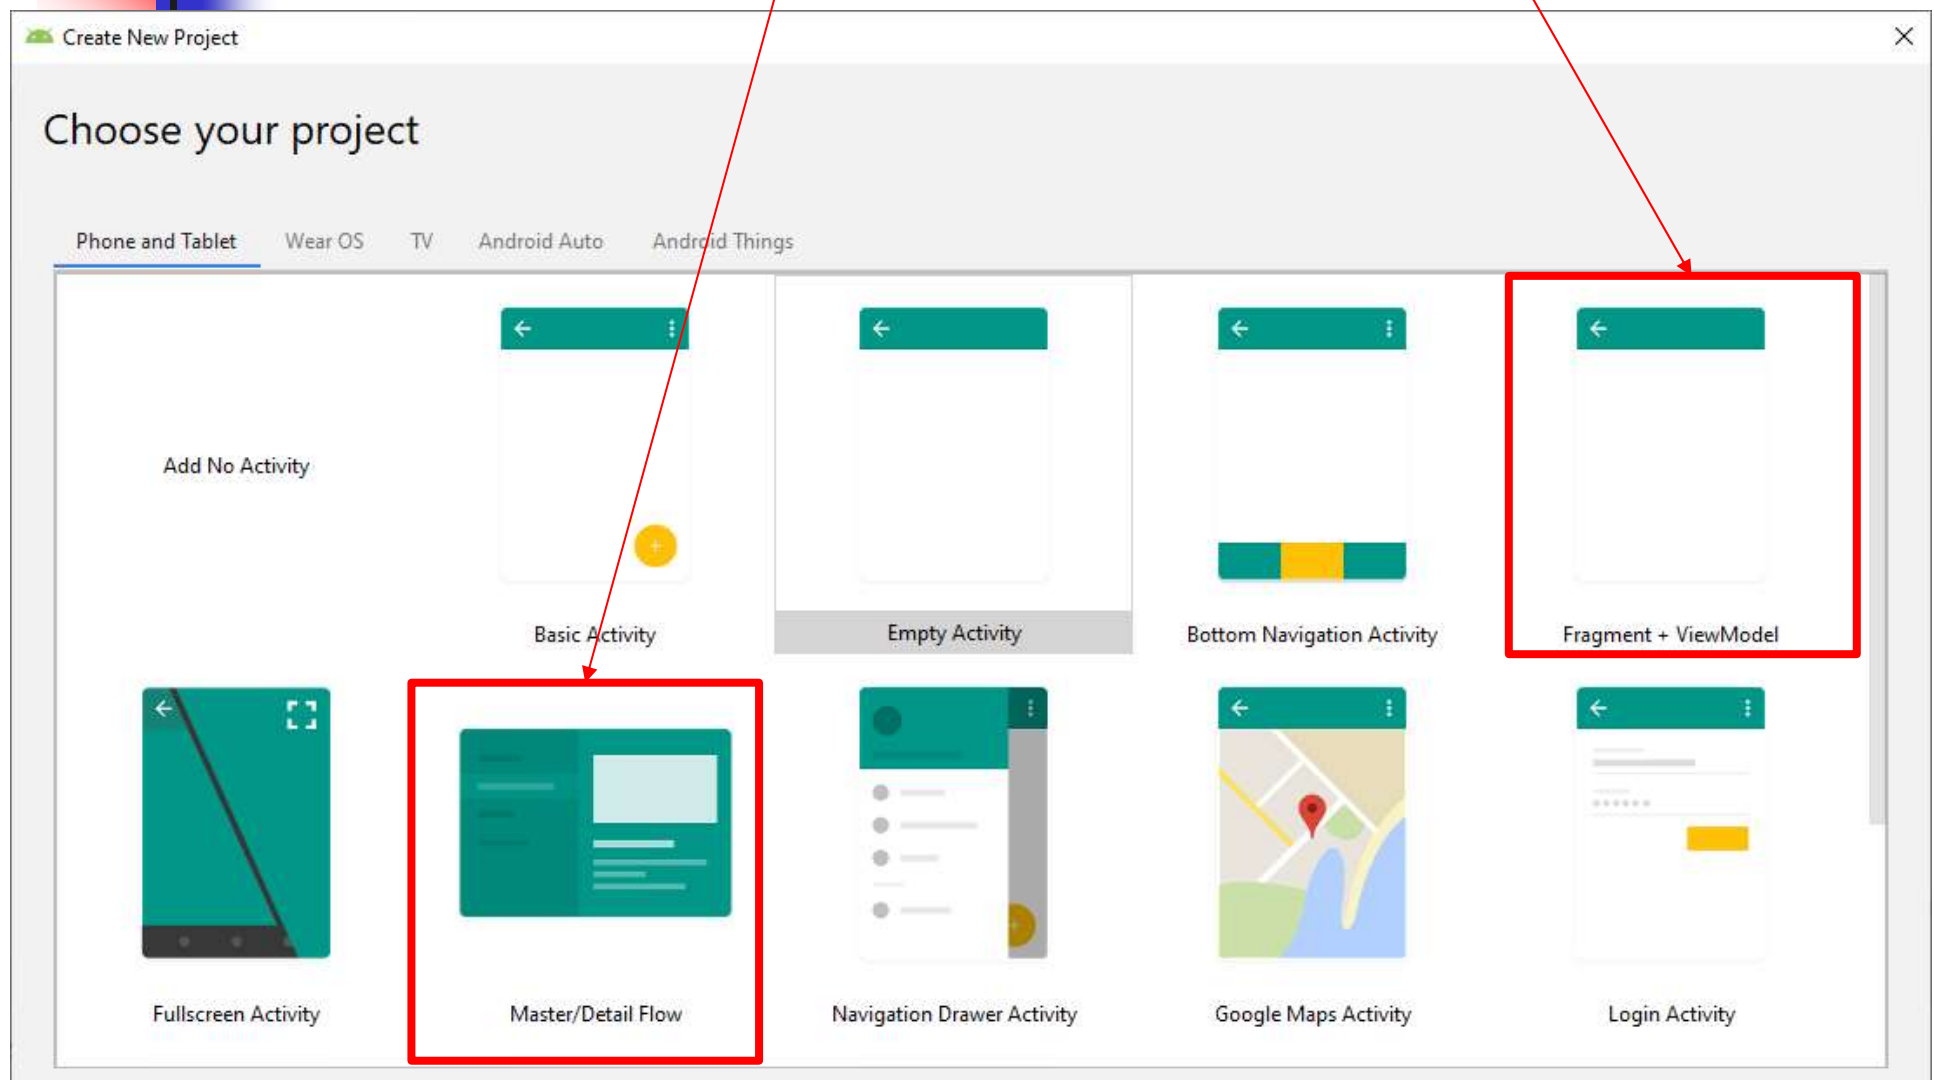 Create New Project
Choose your project
Phone and Tablet Wear OS TV Android Auto Android Things
Add No Activity
Basic Activity
Empty Activity
Bottom Navigation Activity
Fragment + ViewModel
Fullscreen Activity
Master/Detail Flow
Navigation Drawer Activity
Google Maps Activity
Login Activity